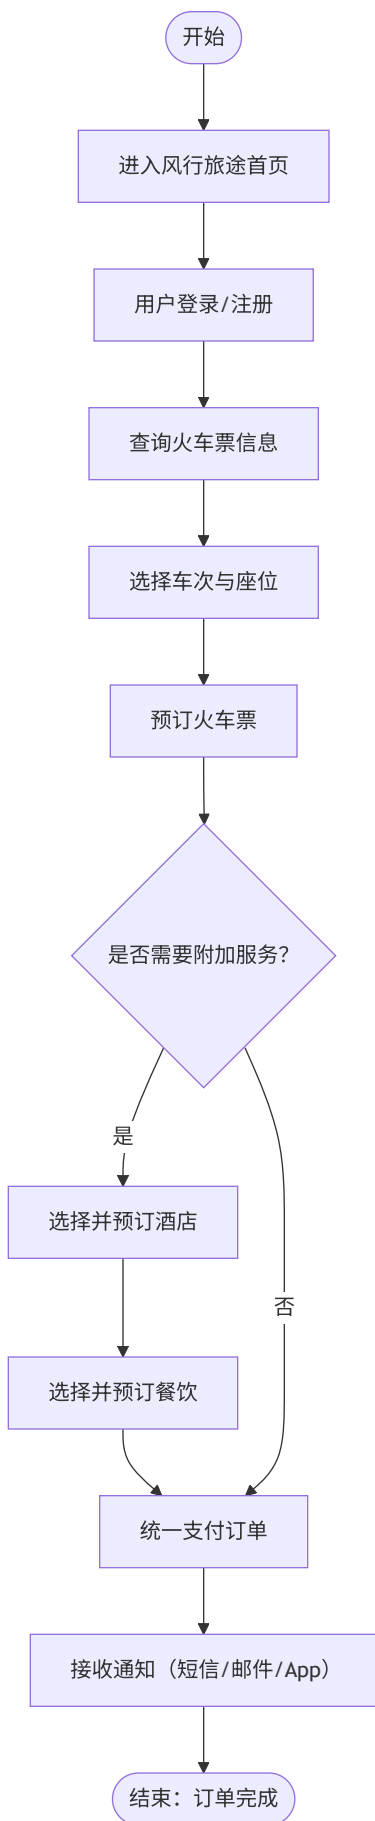 开始
进入风行旅途首页
用户登录/注册
查询火车票信息
选择车次与座位
预订火车票
是否需要附加服务？
是
选择并预订酒店
否
选择并预订餐饮
统一支付订单
接收通知（短信/邮件/App）
结束：订单完成